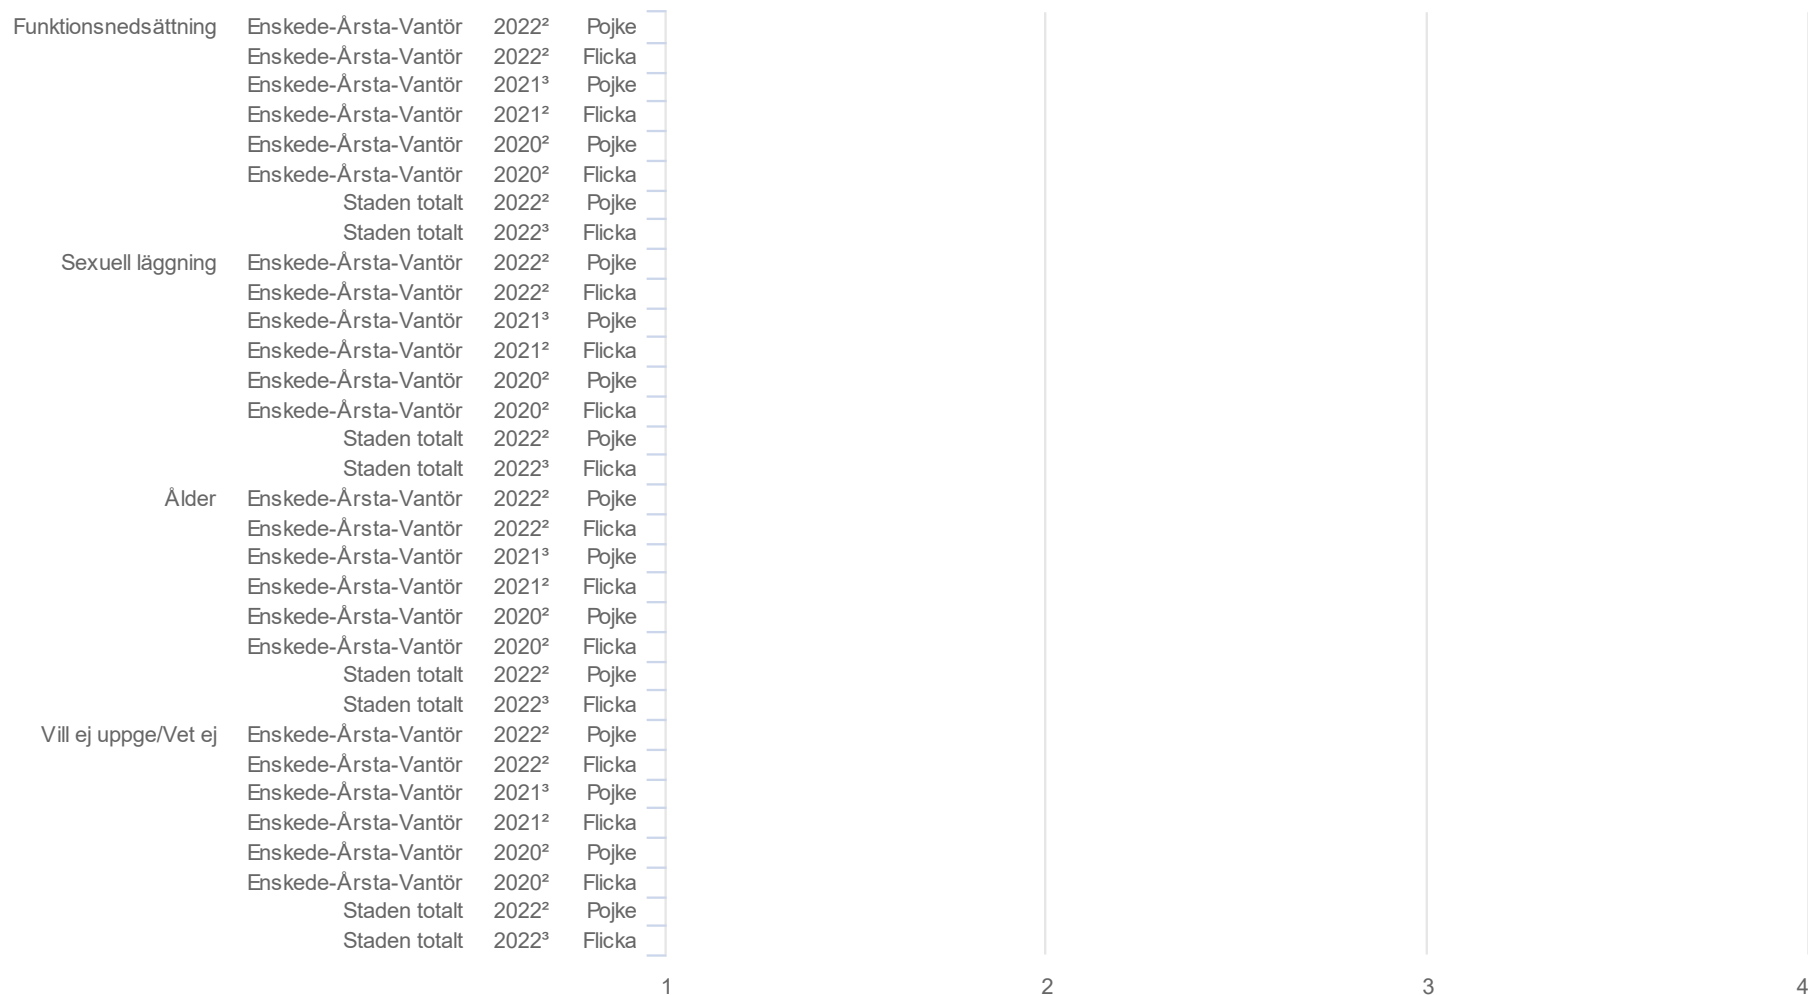 Funktionsnedsättning Enskede-Årsta-Vantör 2022² Pojke
Enskede-Årsta-Vantör 2022² Flicka
Enskede-Årsta-Vantör 2021³ Pojke
Enskede-Årsta-Vantör 2021² Flicka
Enskede-Årsta-Vantör 2020² Pojke
Enskede-Årsta-Vantör 2020² Flicka
Staden totalt 2022² Pojke
Staden totalt 2022³ Flicka
Sexuell läggning Enskede-Årsta-Vantör 2022² Pojke
Enskede-Årsta-Vantör 2022² Flicka
Enskede-Årsta-Vantör 2021³ Pojke
Enskede-Årsta-Vantör 2021² Flicka
Enskede-Årsta-Vantör 2020² Pojke
Enskede-Årsta-Vantör 2020² Flicka
Staden totalt 2022² Pojke
Staden totalt 2022³ Flicka
Ålder Enskede-Årsta-Vantör 2022² Pojke
Enskede-Årsta-Vantör 2022² Flicka
Enskede-Årsta-Vantör 2021³ Pojke
Enskede-Årsta-Vantör 2021² Flicka
Enskede-Årsta-Vantör 2020² Pojke
Enskede-Årsta-Vantör 2020² Flicka
Staden totalt 2022² Pojke
Staden totalt 2022³ Flicka
Vill ej uppge/Vet ej Enskede-Årsta-Vantör 2022² Pojke
Enskede-Årsta-Vantör 2022² Flicka
Enskede-Årsta-Vantör 2021³ Pojke
Enskede-Årsta-Vantör 2021² Flicka
Enskede-Årsta-Vantör 2020² Pojke
Enskede-Årsta-Vantör 2020² Flicka
Staden totalt 2022² Pojke
Staden totalt 2022³ Flicka
1 2 3 4